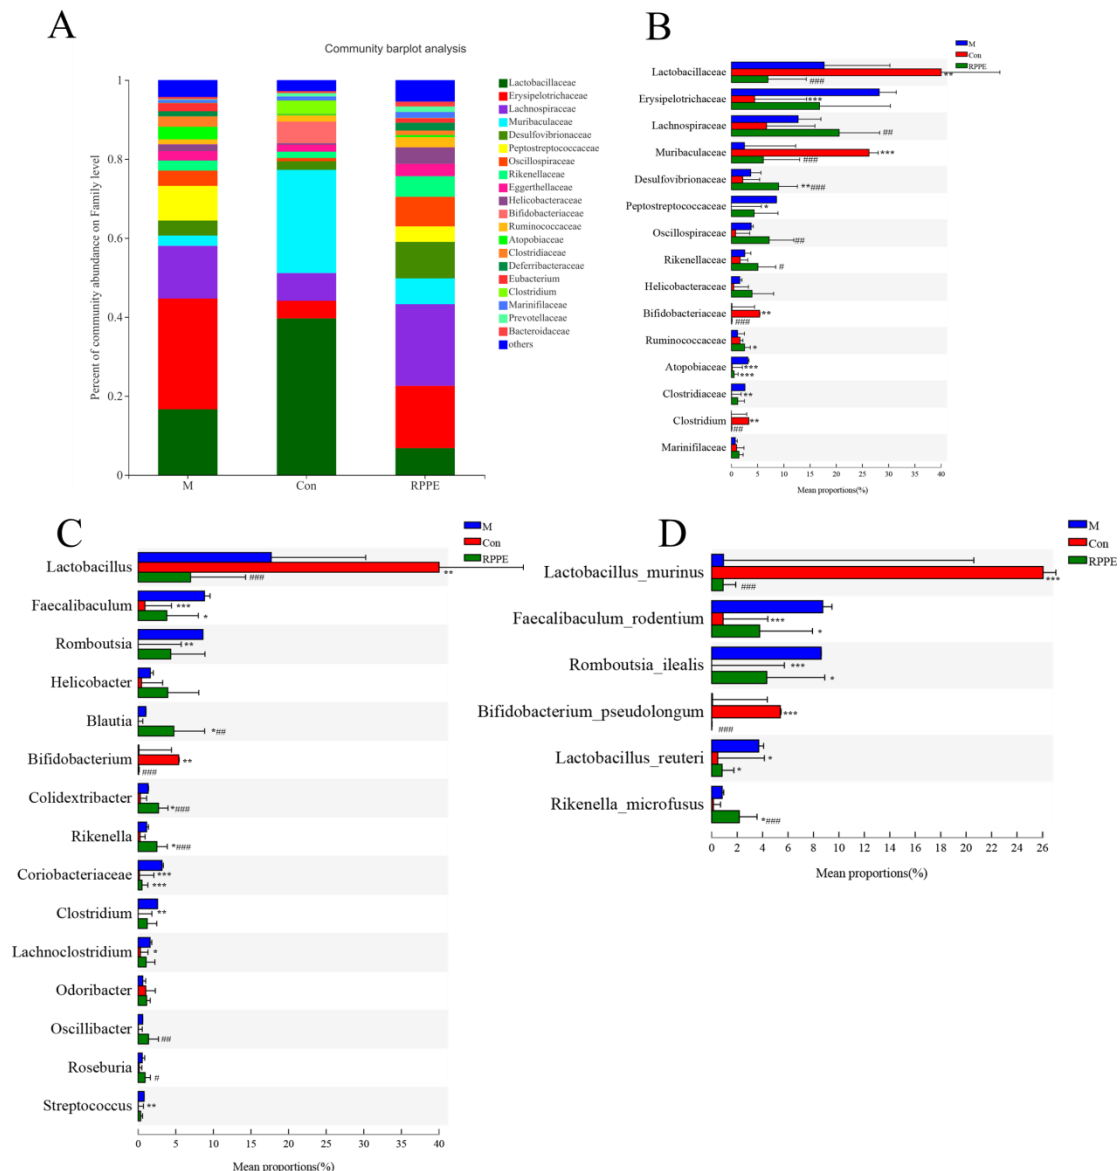 A
Community barplot analysis
Percent of community abundance on Family level
1
0.8
0.6
0.4
0.2
0
M
Con
RPPE
Lactobacillaceae
Erysipelotrichaceae
Lachnospiraceae
Muribaculaceae
Desulfovibrionaceae
Peptostreptococcaceae
Oscillospiraceae
Rikenellaceae
Eggerthellaceae
Helicobacteraceae
Bifidobacteriaceae
Ruminococcaceae
Atopobiaceae
Clostridiaceae
Deferribacteraceae
Eubacterium
Clostridium
Marinifilaceae
Prevotellaceae
Bacteroidaceae
others
B
M
Con
RPPE
Lactobacillaceae
**
###
Erysipelotrichaceae
***
Lachnospiraceae
##
Muribaculaceae
***
###
Desulfovibrionaceae
**###
Peptostreptococcaceae
*
Oscillospiraceae
##
Rikenellaceae
#
Helicobacteraceae
Bifidobacteriaceae
**
###
Ruminococcaceae
*
Atopobiaceae
***
***
Clostridiaceae
**
Clostridium
**
##
Marinifilaceae
0 5 10 15 20 25 30 35 40
Mean proportions(%)
C
M
Con
RPPE
Lactobacillus
**
###
Faecalibaculum
***
*
Romboutsia
**
Helicobacter
Blautia
*##
Bifidobacterium
**
###
Colidextribacter
*###
Rikenella
*###
Coriobacteriaceae
***
***
Clostridium
**
Lachnoclostridium
*
Odoribacter
Oscillibacter
##
Roseburia
#
Streptococcus
**
0 5 10 15 20 25 30 35 40
Mean proportions(%)
D
M
Con
RPPE
Lactobacillus_murinus
***
###
Faecalibaculum_rodentium
***
*
Romboutsia_ilealis
***
*
Bifidobacterium_pseudolongum
***
###
Lactobacillus_reuteri
*
*
Rikenella_microfusus
*###
0 2 4 6 8 10 12 14 16 18 20 22 24 26
Mean proportions(%)